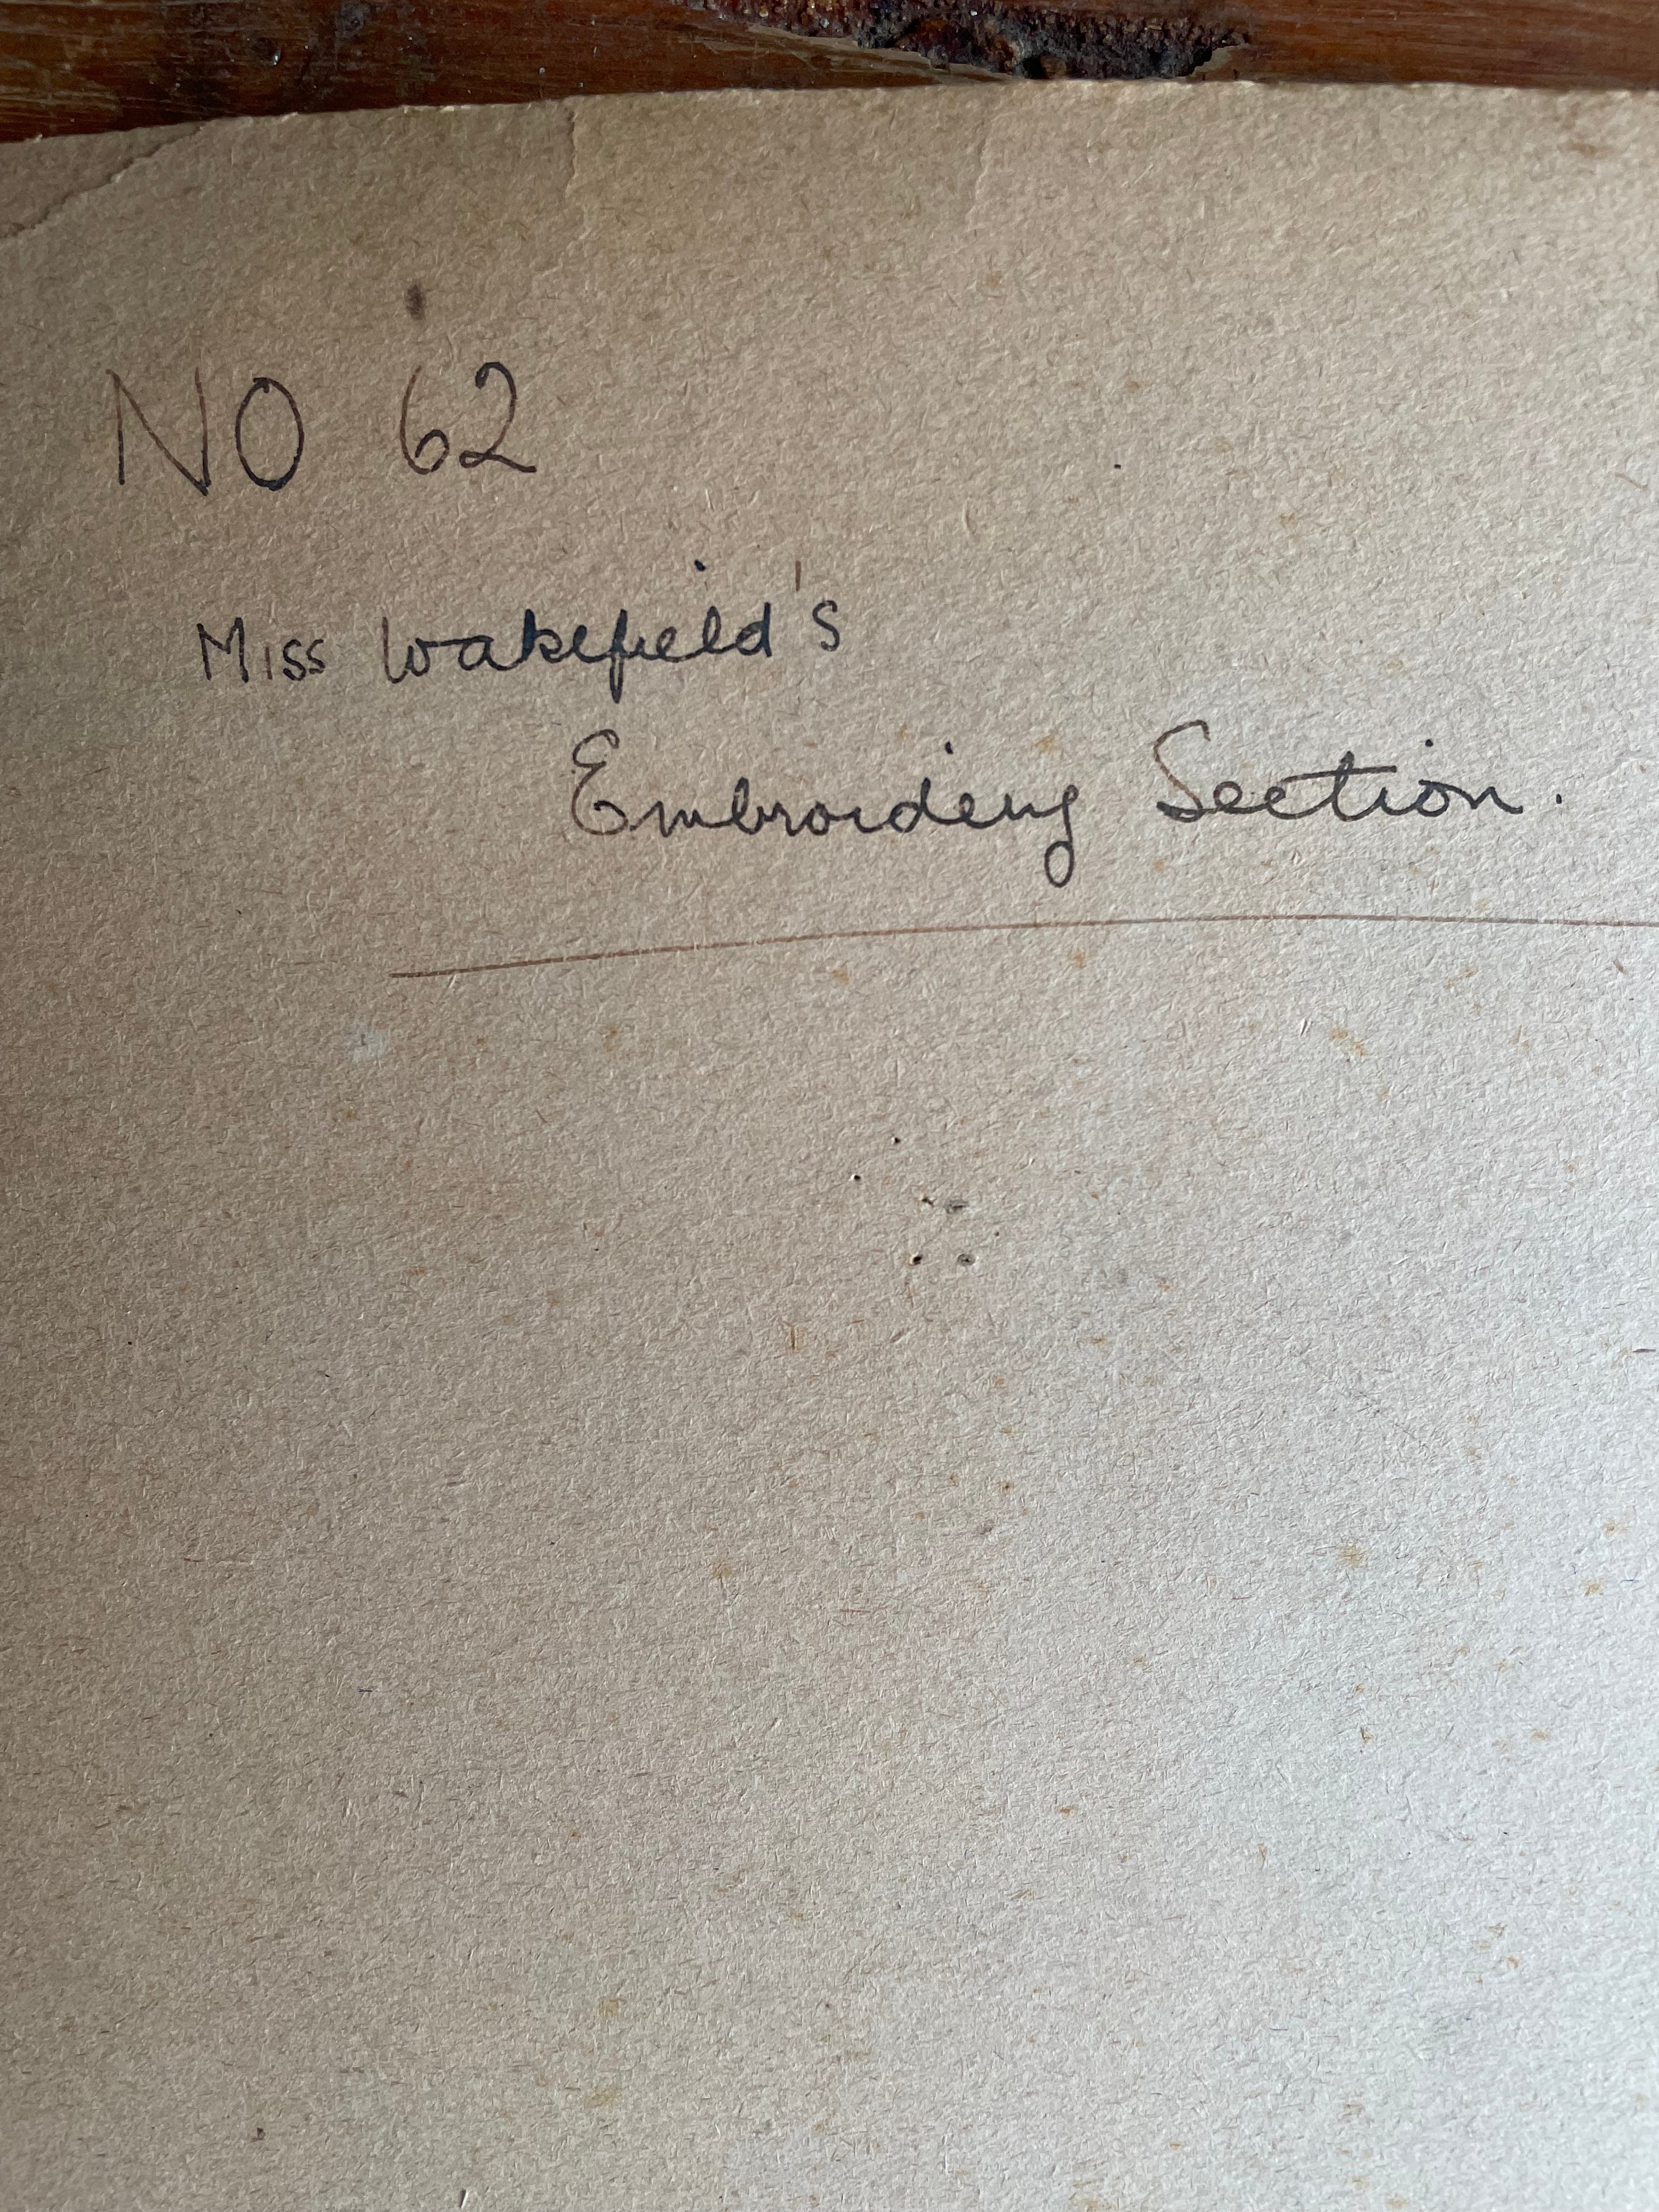 NO 62
Miss Wakefield's
Embroidery Section.